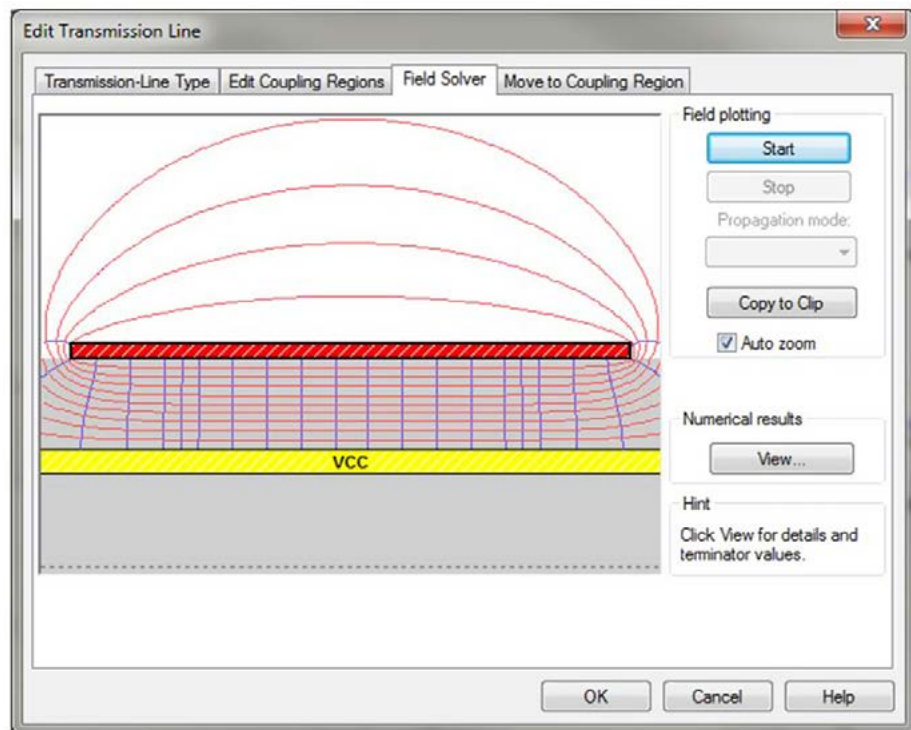 Edit Transmission Line
Transmission-Line Type
Edit Coupling Regions
Field Solver
Move to Coupling Region
VCC
Field plotting
Start
Stop
Propagation mode:
Copy to Clip
Auto zoom
Numerical results
View...
Hint
Click View for details and
terminator values.
OK
Cancel
Help